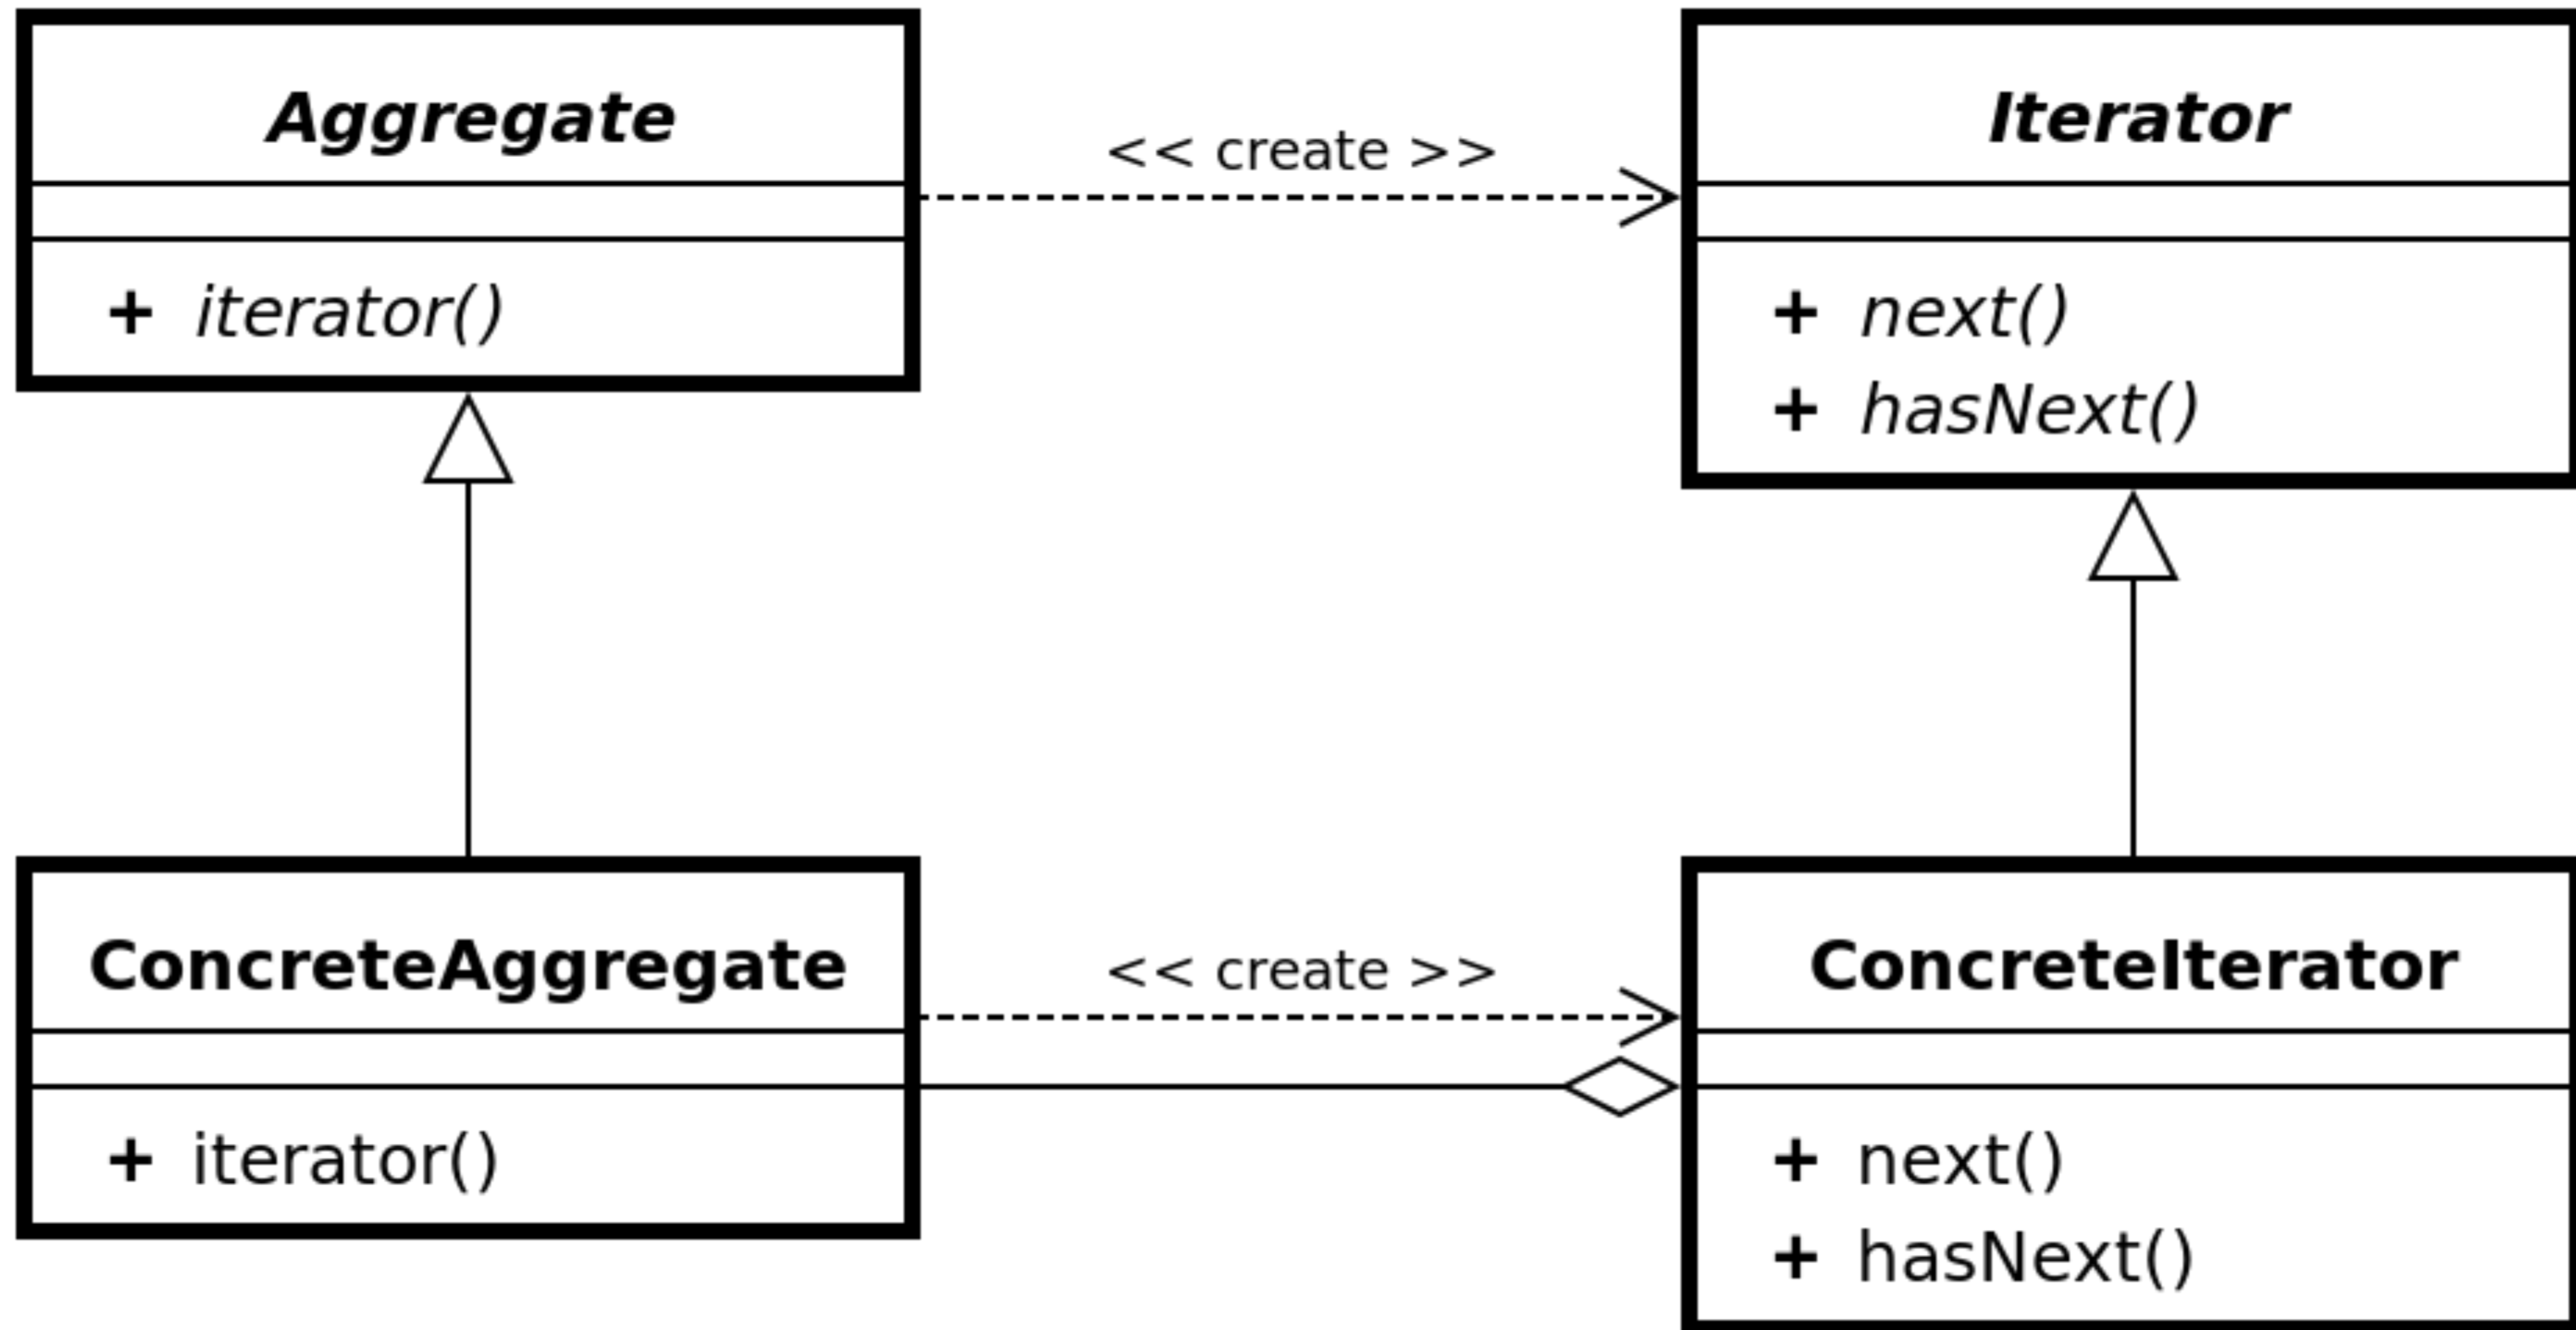 Aggregate
+ iterator()
<< create >>
Iterator
+ next()
+ hasNext()
ConcreteAggregate
+ iterator()
<< create >>
ConcreteIterator
+ next()
+ hasNext()